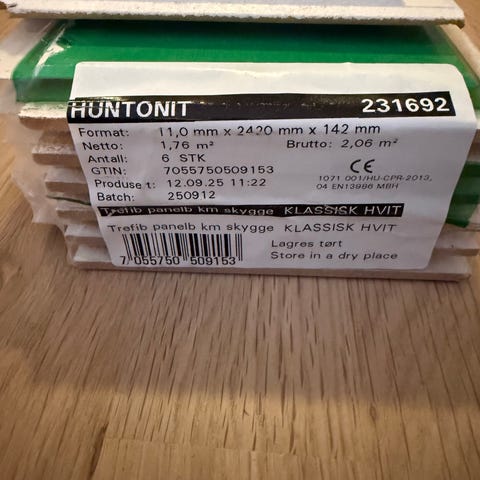 HUNTONIT 231692
Format: 11,0 mm x 2420 mm x 142 mm
Netto: 1,76 m² Brutto: 2,06 m²
Antall: 6 STK
GTIN: 7055750509153
CE
Produse t: 12.09.25 11:22
1071 001/HU-CPR-2013,
04 EN13986 MBH
Batch: 250912
Trefib panelb km skygge KLASSISK HVIT
Trefib panelb km skygge KLASSISK HVIT
Lagres tørt
Store in a dry place
7 055750 509153